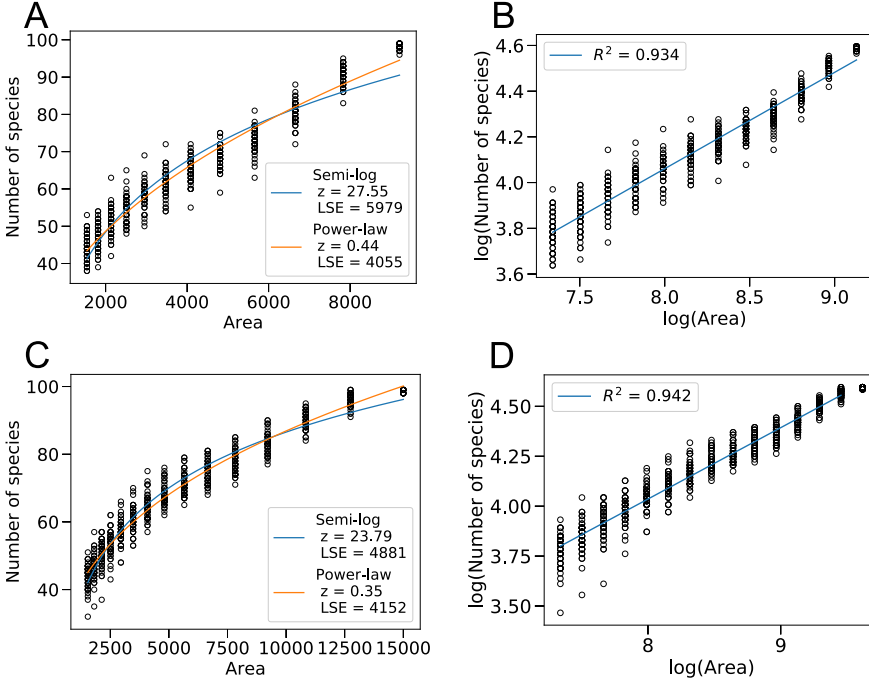 A
Number of species
100
90
80
70
60
50
40
2000
4000
6000
8000
Area
Semi-log
z = 27.55
LSE = 5979
Power-law
z = 0.44
LSE = 4055
B
log(Number of species)
4.6
4.4
4.2
4.0
3.8
3.6
7.5
8.0
8.5
9.0
log(Area)
R² = 0.934
C
Number of species
100
80
60
40
2500
5000
7500
10000
12500
15000
Area
Semi-log
z = 23.79
LSE = 4881
Power-law
z = 0.35
LSE = 4152
D
log(Number of species)
4.50
4.25
4.00
3.75
3.50
8
9
log(Area)
R² = 0.942